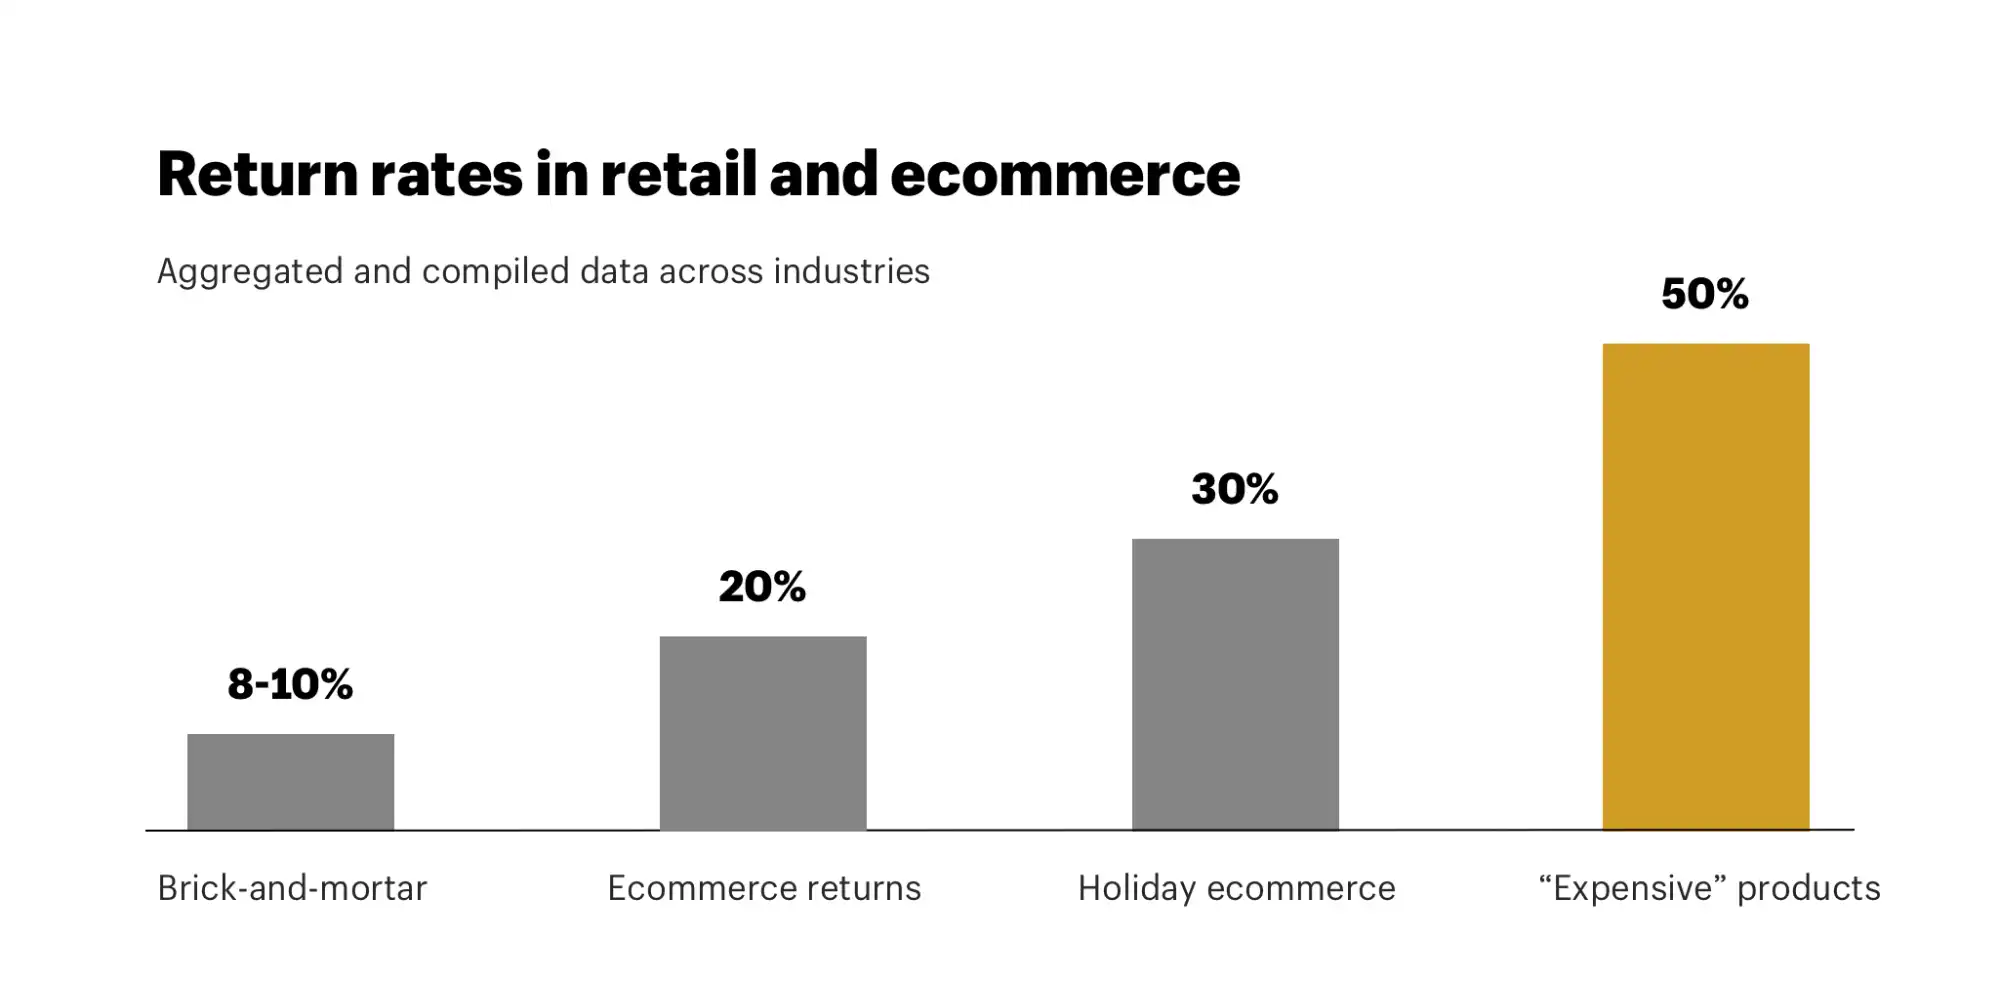 Return rates in retail and ecommerce
Aggregated and compiled data across industries
8-10%
20%
30%
50%
Brick-and-mortar
Ecommerce returns
Holiday ecommerce
“Expensive” products